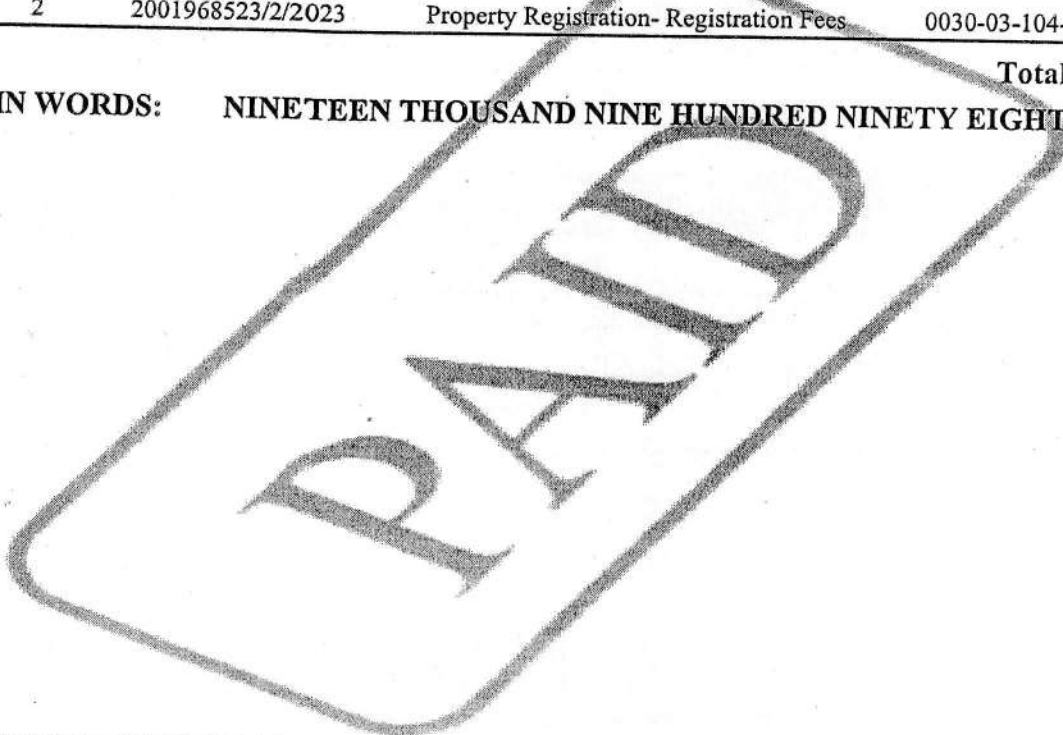 2 2001968523/2/2023 Property Registration- Registration Fees 0030-03-104-
Total
IN WORDS: NINETEEN THOUSAND NINE HUNDRED NINETY EIGHT
PAID